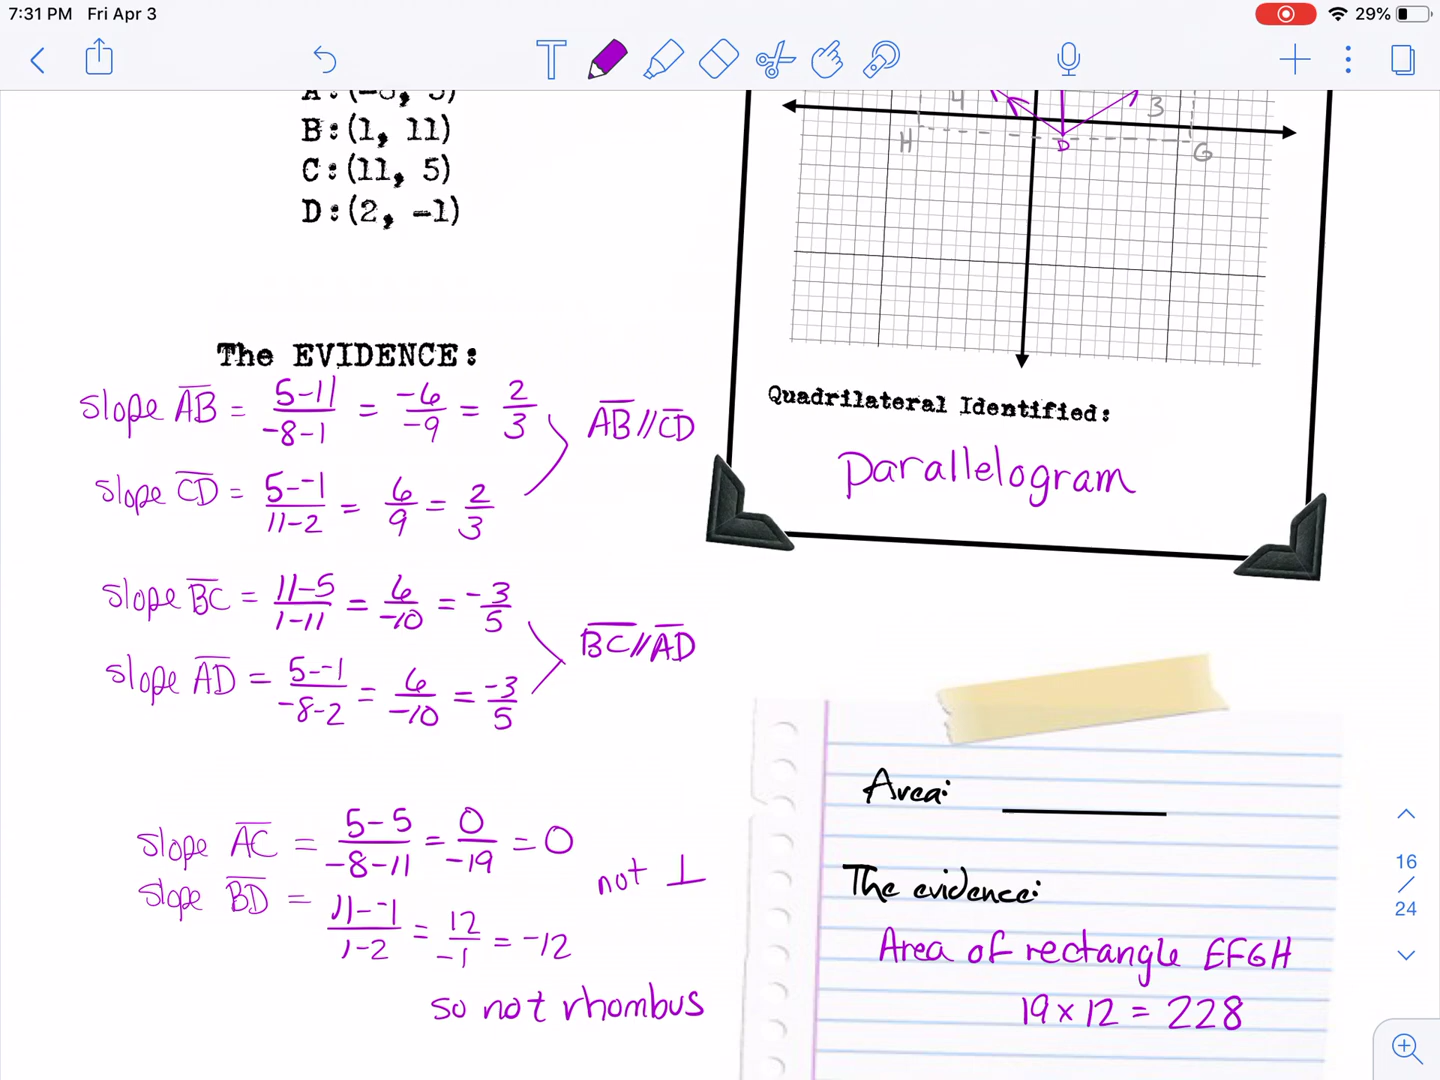 7:31 PM Fri Apr 3
29%
A:(-8, 5)
B:(1, 11)
C:(11, 5)
D:(2, -1)
4
3
H
D
G
The EVIDENCE:
slope AB = 5-11/-8-1 = -6/-9 = 2/3
AB//CD
slope CD = 5--1/11-2 = 6/9 = 2/3
slope BC = 11-5/1-11 = 6/-10 = -3/5
BC//AD
slope AD = 5--1/-8-2 = 6/-10 = -3/5
slope AC = 5-5/-8-11 = 0/-19 = 0
not ⊥
slope BD = 11--1/1-2 = 12/-1 = -12
so not rhombus
Quadrilateral Identified:
Parallelogram
Area:
The evidence:
Area of rectangle EFGH
19 x 12 = 228
16
/
24